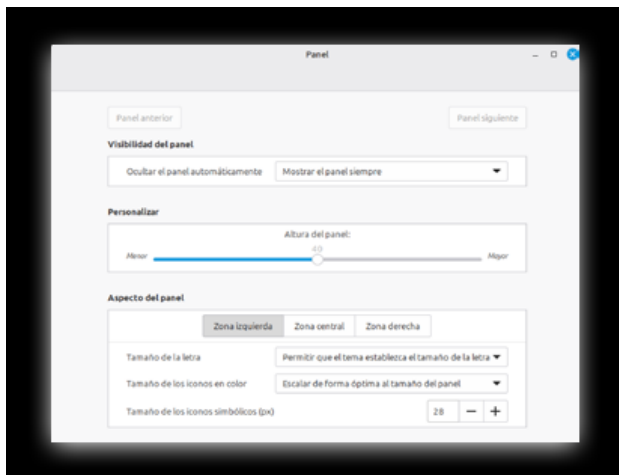 Panel
Panel anterior
Panel siguiente
Visibilidad del panel
Ocultar el panel automáticamente Mostrar el panel siempre
Personalizar
Altura del panel:
40
Menor Mayor
Aspecto del panel
Zona izquierda Zona central Zona derecha
Tamaño de la letra Permitir que el tema establezca el tamaño de la letra
Tamaño de los iconos en color Escalar de forma óptima al tamaño del panel
Tamaño de los iconos simbólicos (px) 28